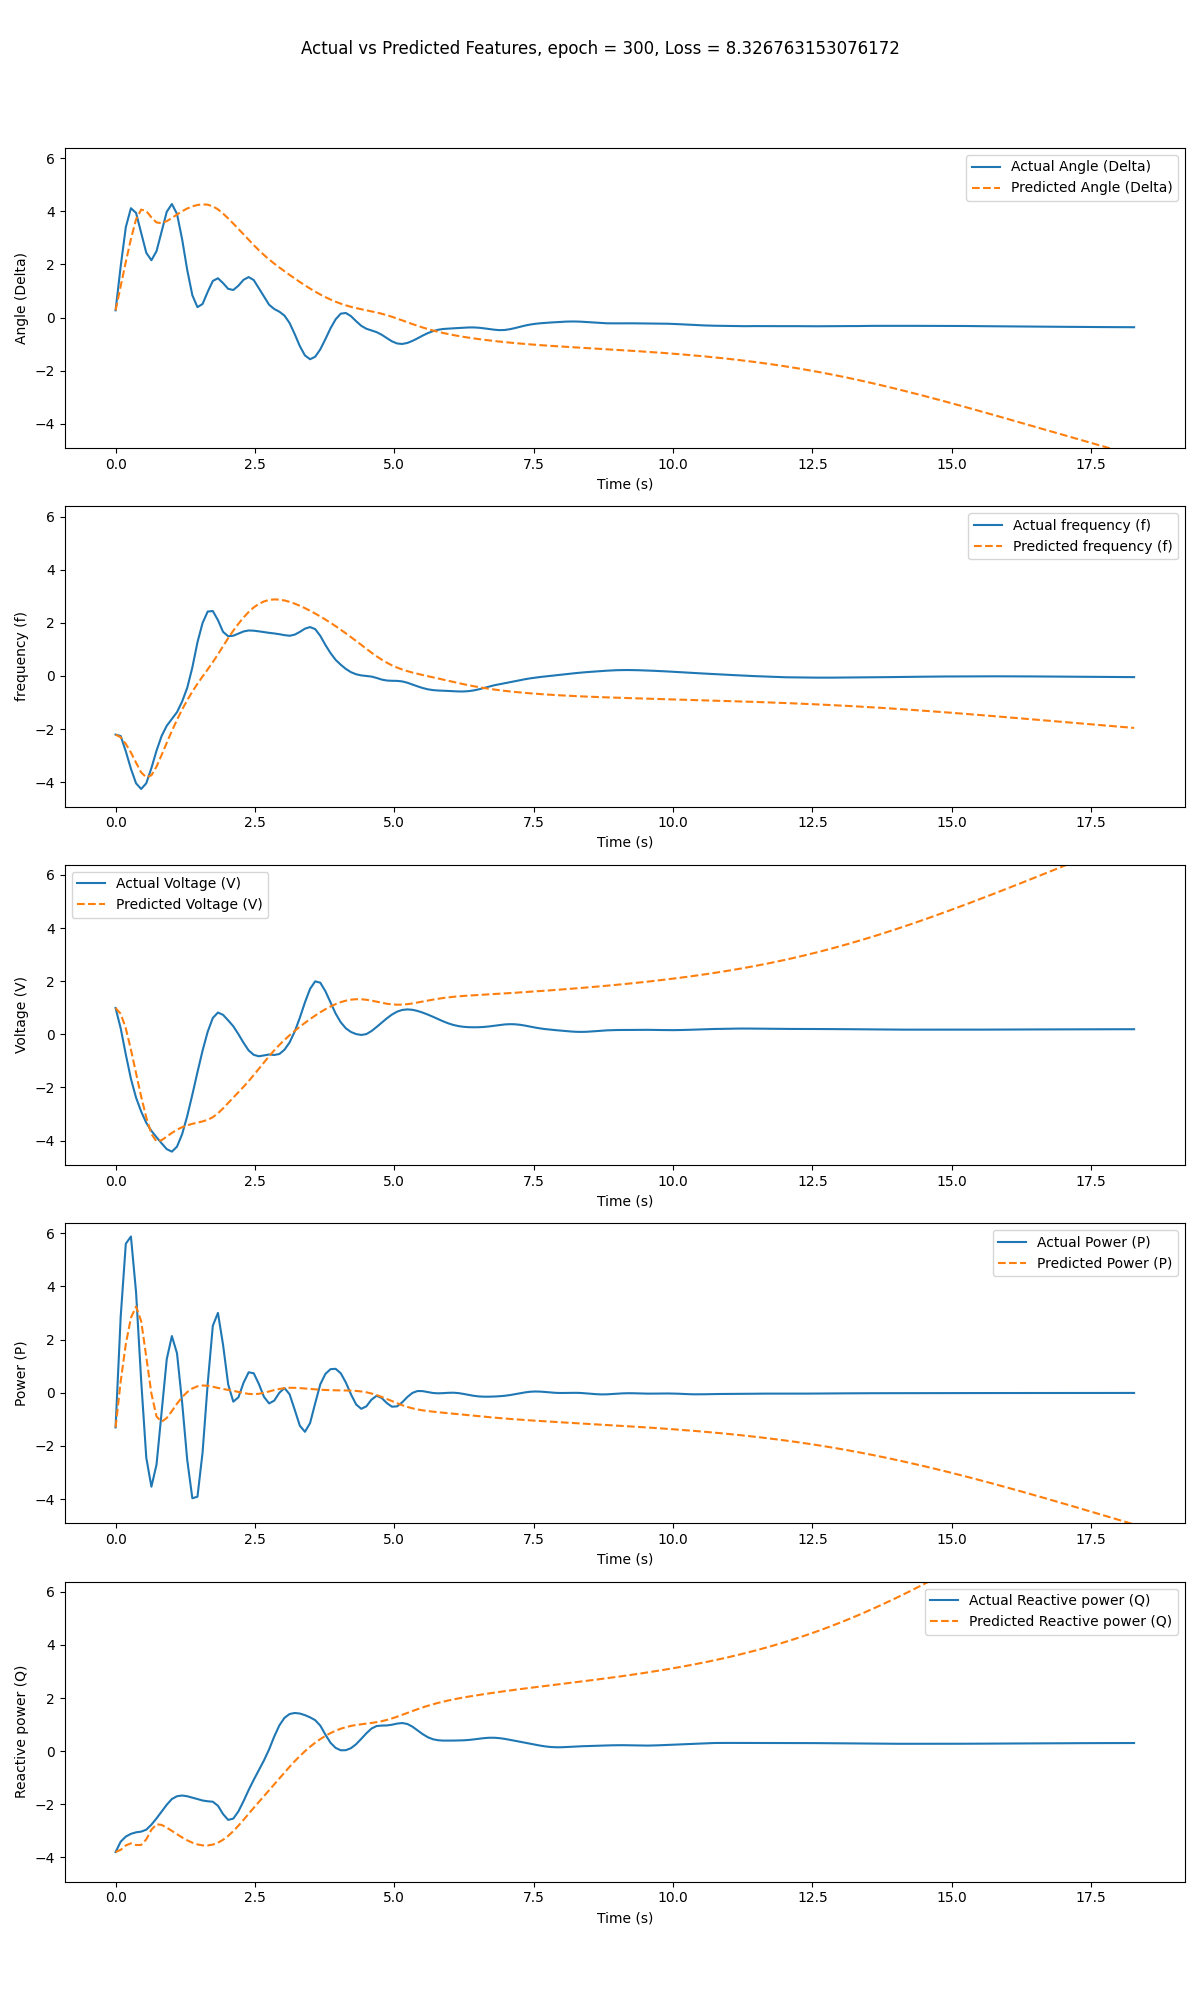 Actual vs Predicted Features, epoch = 300, Loss = 8.326763153076172
6
4
2
0
−2
−4
Angle (Delta)
Actual Angle (Delta)
Predicted Angle (Delta)
0.0 2.5 5.0 7.5 10.0 12.5 15.0 17.5
Time (s)
6
4
2
0
−2
−4
frequency (f)
Actual frequency (f)
Predicted frequency (f)
0.0 2.5 5.0 7.5 10.0 12.5 15.0 17.5
Time (s)
6
4
2
0
−2
−4
Voltage (V)
Actual Voltage (V)
Predicted Voltage (V)
0.0 2.5 5.0 7.5 10.0 12.5 15.0 17.5
Time (s)
6
4
2
0
−2
−4
Power (P)
Actual Power (P)
Predicted Power (P)
0.0 2.5 5.0 7.5 10.0 12.5 15.0 17.5
Time (s)
6
4
2
0
−2
−4
Reactive power (Q)
Actual Reactive power (Q)
Predicted Reactive power (Q)
0.0 2.5 5.0 7.5 10.0 12.5 15.0 17.5
Time (s)